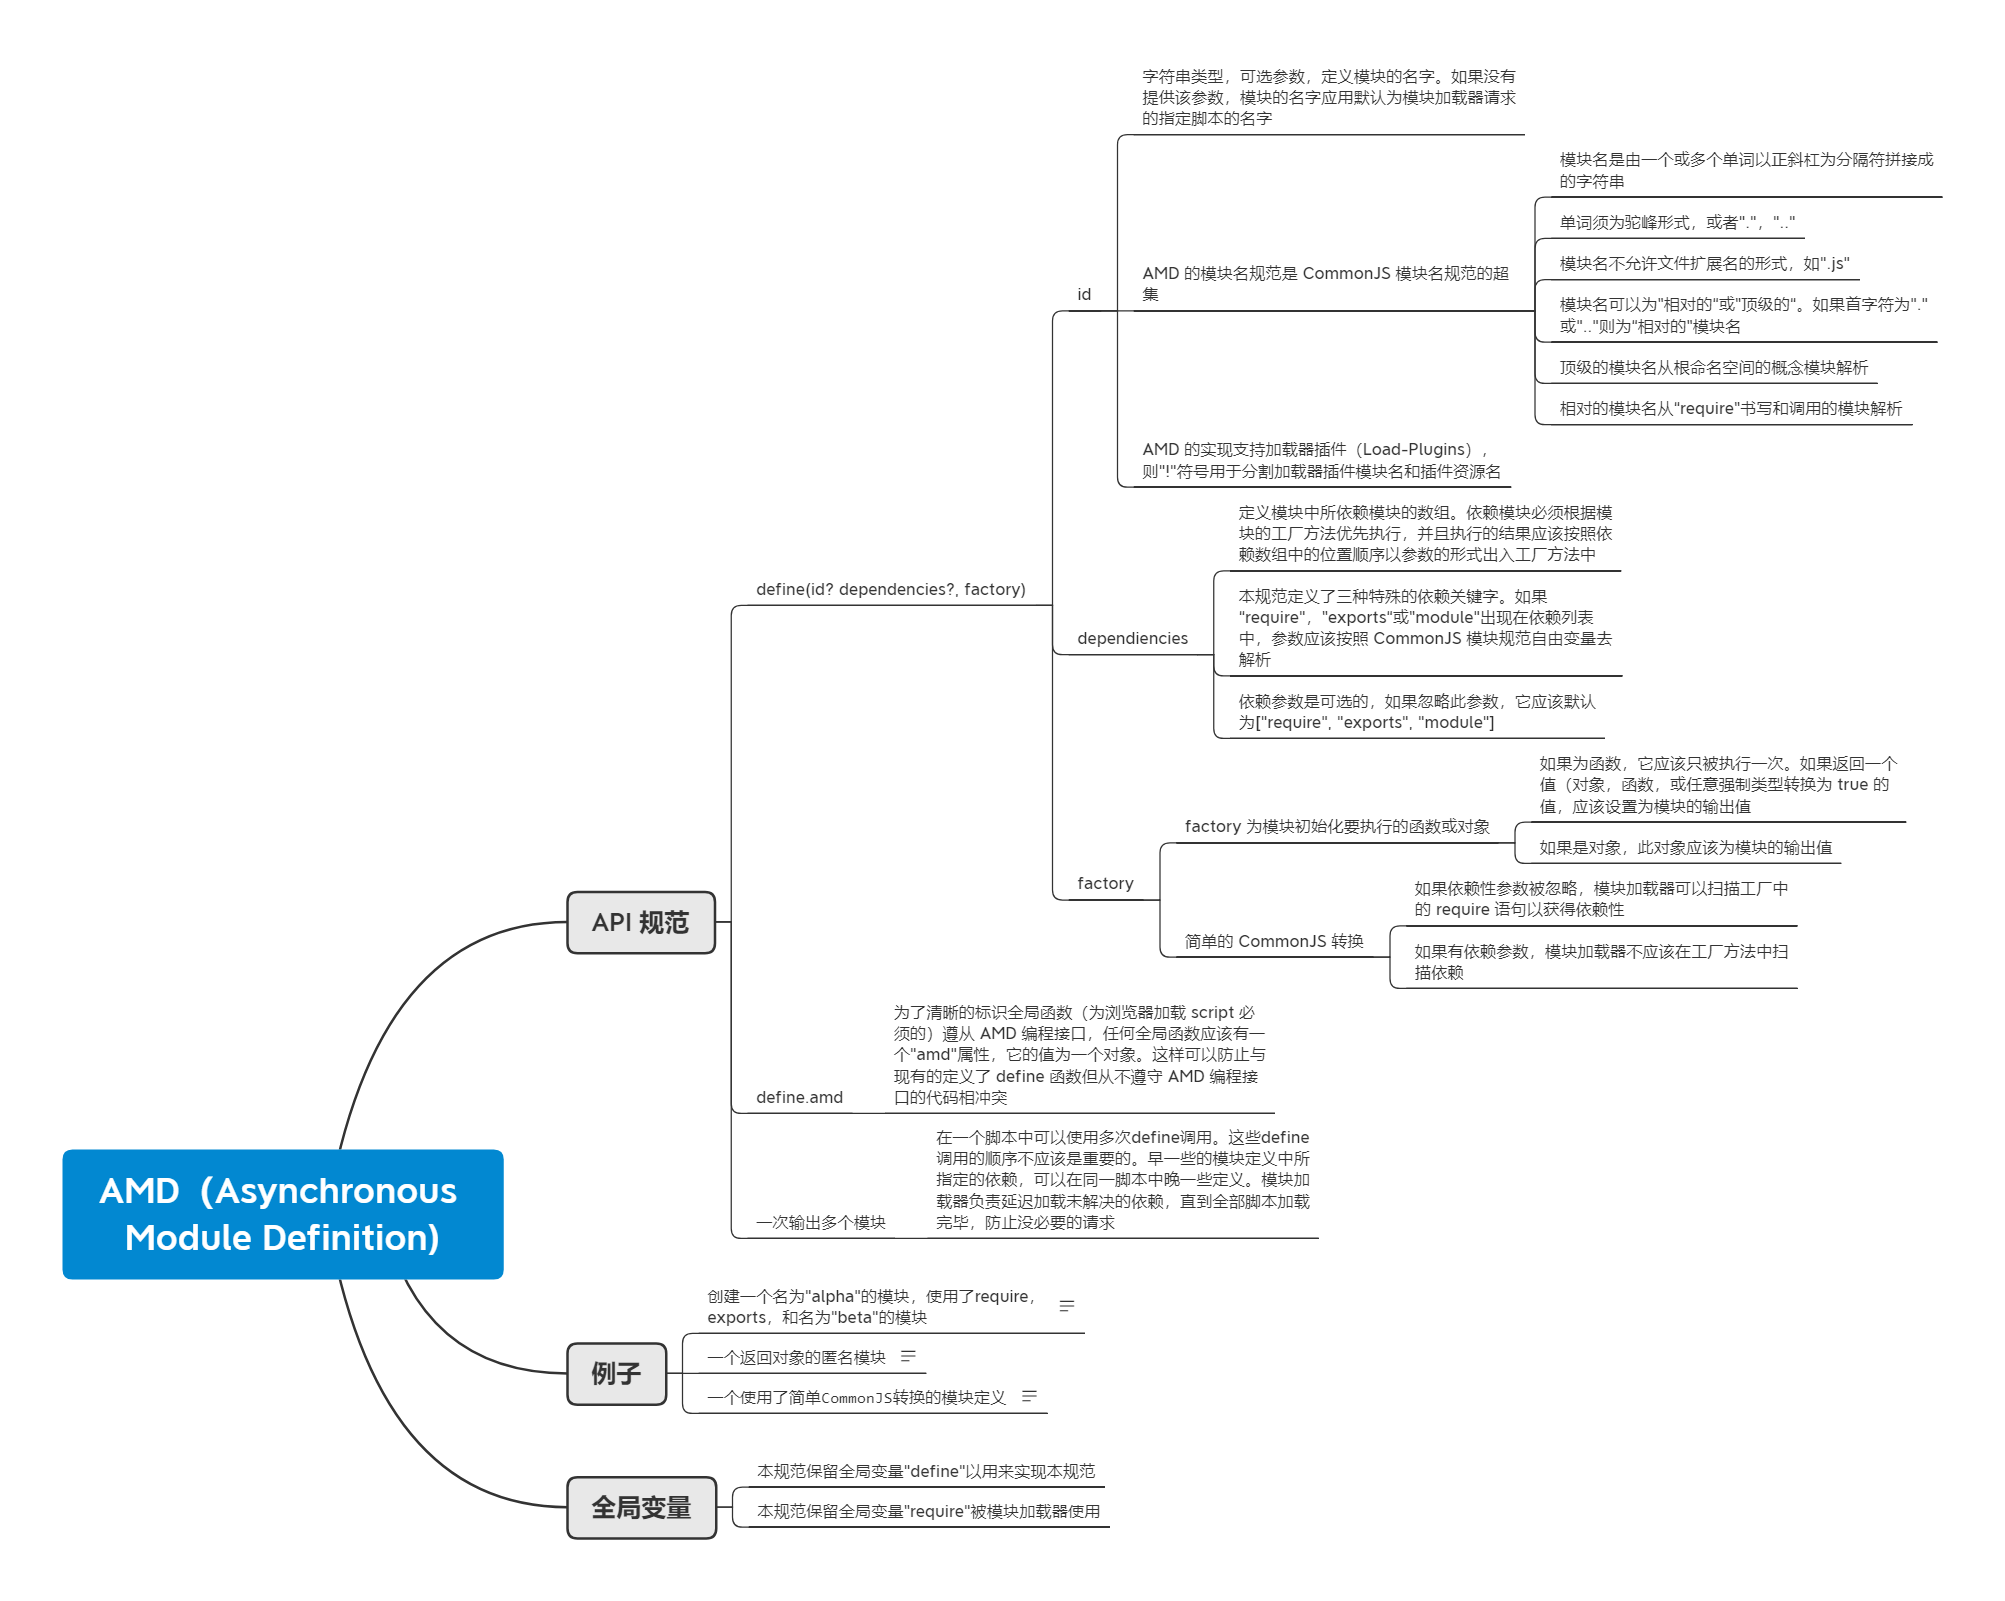 字符串类型，可选参数，定义模块的名字。如果没有
提供该参数，模块的名字应用默认为模块加载器请求
的指定脚本的名字
模块名是由一个或多个单词以正斜杠为分隔符拼接成
的字符串
单词须为驼峰形式，或者"."，".."
模块名不允许文件扩展名的形式，如".js"
AMD 的模块名规范是 CommonJS 模块名规范的超
集
id
模块名可以为"相对的"或"顶级的"。如果首字符为"."
或".."则为"相对的"模块名
顶级的模块名从根命名空间的概念模块解析
相对的模块名从"require"书写和调用的模块解析
AMD 的实现支持加载器插件（Load-Plugins），
则"!"符号用于分割加载器插件模块名和插件资源名
定义模块中所依赖模块的数组。依赖模块必须根据模
块的工厂方法优先执行，并且执行的结果应该按照依
赖数组中的位置顺序以参数的形式出入工厂方法中
define(id? dependencies?, factory)
本规范定义了三种特殊的依赖关键字。如果
"require"，"exports"或"module"出现在依赖列表
中，参数应该按照 CommonJS 模块规范自由变量去
解析
dependiencies
依赖参数是可选的，如果忽略此参数，它应该默认
为["require", "exports", "module"]
如果为函数，它应该只被执行一次。如果返回一个
值（对象，函数，或任意强制类型转换为 true 的
值，应该设置为模块的输出值
factory 为模块初始化要执行的函数或对象
如果是对象，此对象应该为模块的输出值
factory
如果依赖性参数被忽略，模块加载器可以扫描工厂中
的 require 语句以获得依赖性
简单的 CommonJS 转换
如果有依赖参数，模块加载器不应该在工厂方法中扫
描依赖
API 规范
为了清晰的标识全局函数（为浏览器加载 script 必
须的）遵从 AMD 编程接口，任何全局函数应该有一
个"amd"属性，它的值为一个对象。这样可以防止与
现有的定义了 define 函数但从不遵守 AMD 编程接
口的代码相冲突
define.amd
在一个脚本中可以使用多次define调用。这些define
调用的顺序不应该是重要的。早一些的模块定义中所
指定的依赖，可以在同一脚本中晚一些定义。模块加
载器负责延迟加载未解决的依赖，直到全部脚本加载
完毕，防止没必要的请求
一次输出多个模块
AMD（Asynchronous
Module Definition)
创建一个名为"alpha"的模块，使用了require，
exports，和名为"beta"的模块
一个返回对象的匿名模块
例子
一个使用了简单CommonJS转换的模块定义
本规范保留全局变量"define"以用来实现本规范
全局变量
本规范保留全局变量"require"被模块加载器使用